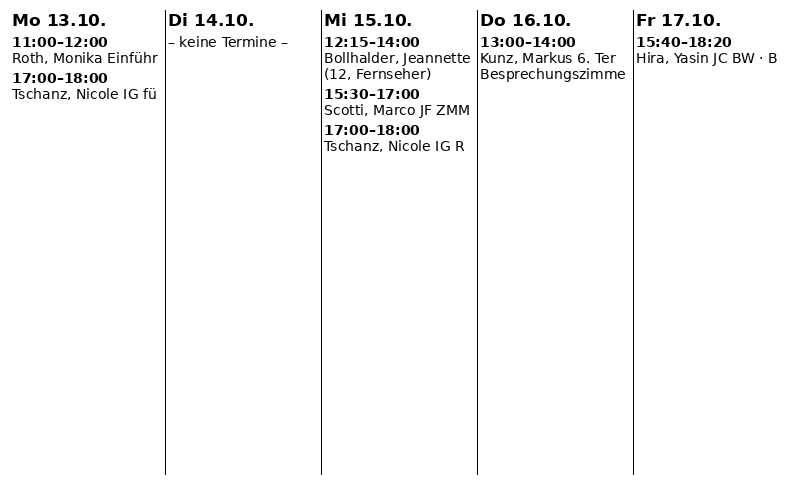 Mo 13.10.
11:00–12:00
Roth, Monika Einführ
17:00–18:00
Tschanz, Nicole IG fü
Di 14.10.
– keine Termine –
Mi 15.10.
12:15–14:00
Bollhalder, Jeannette
(12, Fernseher)
15:30–17:00
Scotti, Marco JF ZMM
17:00–18:00
Tschanz, Nicole IG R
Do 16.10.
13:00–14:00
Kunz, Markus 6. Ter
Besprechungszimme
Fr 17.10.
15:40–18:20
Hira, Yasin JC BW · B